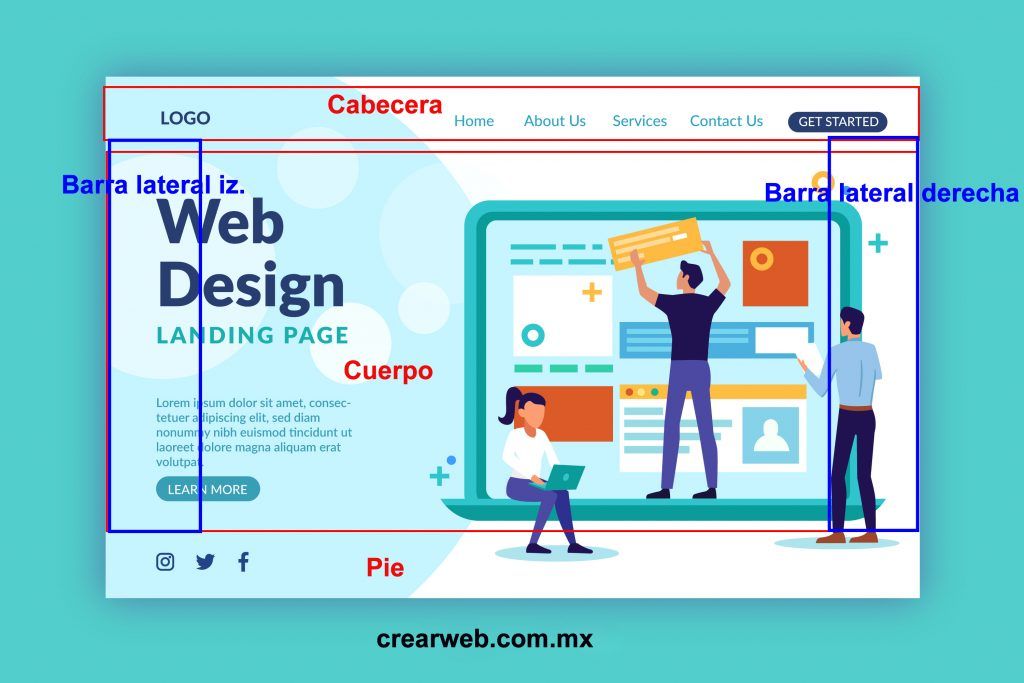 Cabecera
LOGO
Home
About Us
Services
Contact Us
GET STARTED
Barra lateral iz.
Barra lateral derecha
Web
Design
LANDING PAGE
Cuerpo
Lorem ipsum dolor sit amet, consec-
tetuer adipiscing elit, sed diam
nonummy nibh euismod tincidunt ut
laoreet dolore magna aliquam erat
volutpat.
LEARN MORE
Pie
crearweb.com.mx